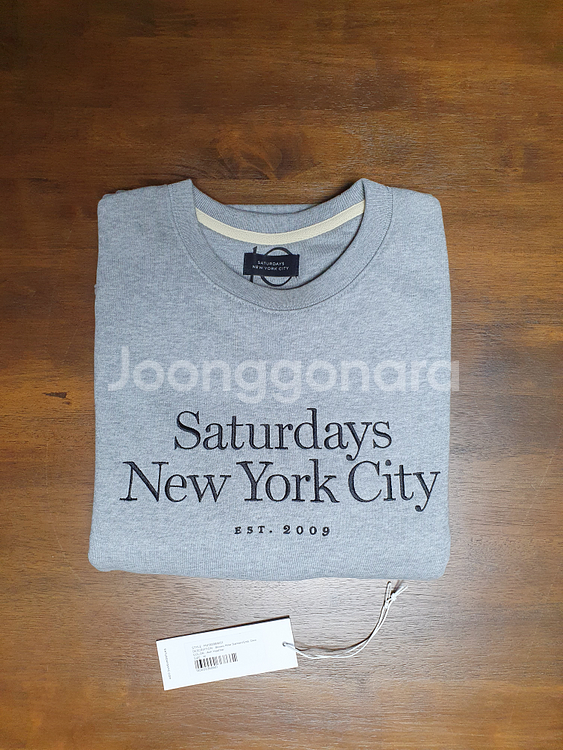 SATURDAYS
NEW YORK CITY
Joonggonara
Saturdays
New York City
EST. 2009